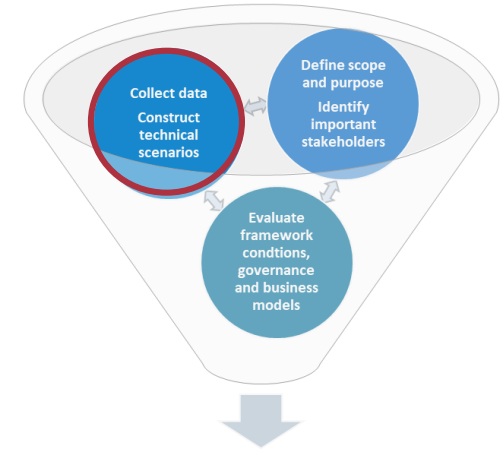 Collect data
Construct
technical
scenarios
Define scope
and purpose
Identify
important
stakeholders
Evaluate
framework
condtions,
governance
and business
models